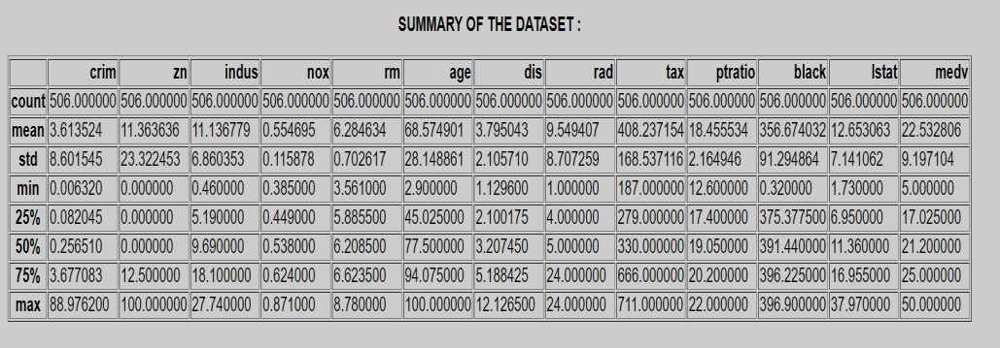 SUMMARY OF THE DATASET :
crim zn indus nox rm age dis rad tax ptratio black lstat medv
count 506.000000 506.000000 506.000000 506.000000 506.000000 506.000000 506.000000 506.000000 506.000000 506.000000 506.000000 506.000000 506.000000
mean 3.613524 11.363636 11.136779 0.554695 6.284634 68.574901 3.795043 9.549407 408.237154 18.455534 356.674032 12.653063 22.532806
std 8.601545 23.322453 6.860353 0.115878 0.702617 28.148861 2.105710 8.707259 168.537116 2.164946 91.294864 7.141062 9.197104
min 0.006320 0.000000 0.460000 0.385000 3.561000 2.900000 1.129600 1.000000 187.000000 12.600000 0.320000 1.730000 5.000000
25% 0.082045 0.000000 5.190000 0.449000 5.885500 45.025000 2.100175 4.000000 279.000000 17.400000 375.377500 6.950000 17.025000
50% 0.256510 0.000000 9.690000 0.538000 6.208500 77.500000 3.207450 5.000000 330.000000 19.050000 391.440000 11.360000 21.200000
75% 3.677083 12.500000 18.100000 0.624000 6.623500 94.075000 5.188425 24.000000 666.000000 20.200000 396.225000 16.955000 25.000000
max 88.976200 100.000000 27.740000 0.871000 8.780000 100.000000 12.126500 24.000000 711.000000 22.000000 396.900000 37.970000 50.000000